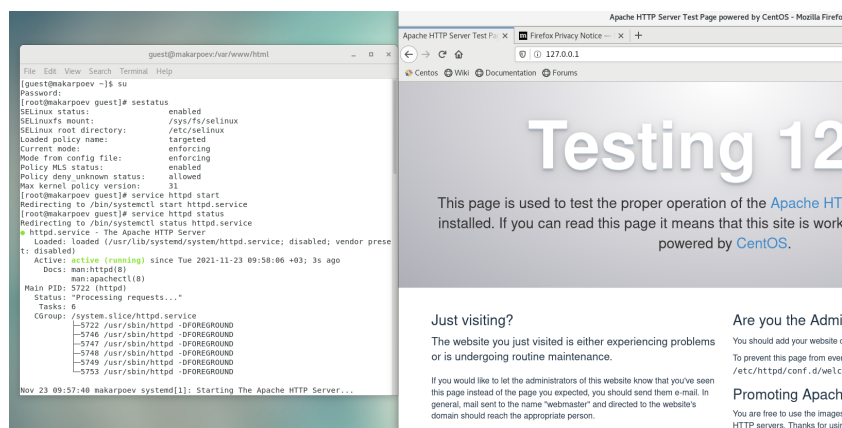 guest@makarpoev:/var/www/html
File Edit View Search Terminal Help
[guest@makarpoev ~]$ su
Password:
[root@makarpoev guest]# sestatus
SELinux status: enabled
SELinuxfs mount: /sys/fs/selinux
SELinux root directory: /etc/selinux
Loaded policy name: targeted
Current mode: enforcing
Mode from config file: enforcing
Policy MLS status: enabled
Policy deny_unknown status: allowed
Max kernel policy version: 31
[root@makarpoev guest]# service httpd start
Redirecting to /bin/systemctl start httpd.service
[root@makarpoev guest]# service httpd status
Redirecting to /bin/systemctl status httpd.service
● httpd.service - The Apache HTTP Server
Loaded: loaded (/usr/lib/systemd/system/httpd.service; disabled; vendor prese
t: disabled)
Active: active (running) since Tue 2021-11-23 09:58:06 +03; 3s ago
Docs: man:httpd(8)
man:apachectl(8)
Main PID: 5722 (httpd)
Status: "Processing requests..."
Tasks: 6
CGroup: /system.slice/httpd.service
├─5722 /usr/sbin/httpd -DFOREGROUND
├─5746 /usr/sbin/httpd -DFOREGROUND
├─5747 /usr/sbin/httpd -DFOREGROUND
├─5748 /usr/sbin/httpd -DFOREGROUND
├─5749 /usr/sbin/httpd -DFOREGROUND
└─5753 /usr/sbin/httpd -DFOREGROUND
Nov 23 09:57:40 makarpoev systemd[1]: Starting The Apache HTTP Server...
Apache HTTP Server Test Page powered by CentOS - Mozilla Firefo
Apache HTTP Server Test Pa × Firefox Privacy Notice — × +
127.0.0.1
Centos Wiki Documentation Forums
Testing 12
This page is used to test the proper operation of the Apache HT
installed. If you can read this page it means that this site is work
powered by CentOS.
Just visiting?
The website you just visited is either experiencing problems
or is undergoing routine maintenance.
If you would like to let the administrators of this website know that you've seen
this page instead of the page you expected, you should send them e-mail. In
general, mail sent to the name "webmaster" and directed to the website's
domain should reach the appropriate person.
Are you the Admi
You should add your website c
To prevent this page from ever
/etc/httpd/conf.d/welc
Promoting Apach
You are free to use the images
HTTP servers. Thanks for usin